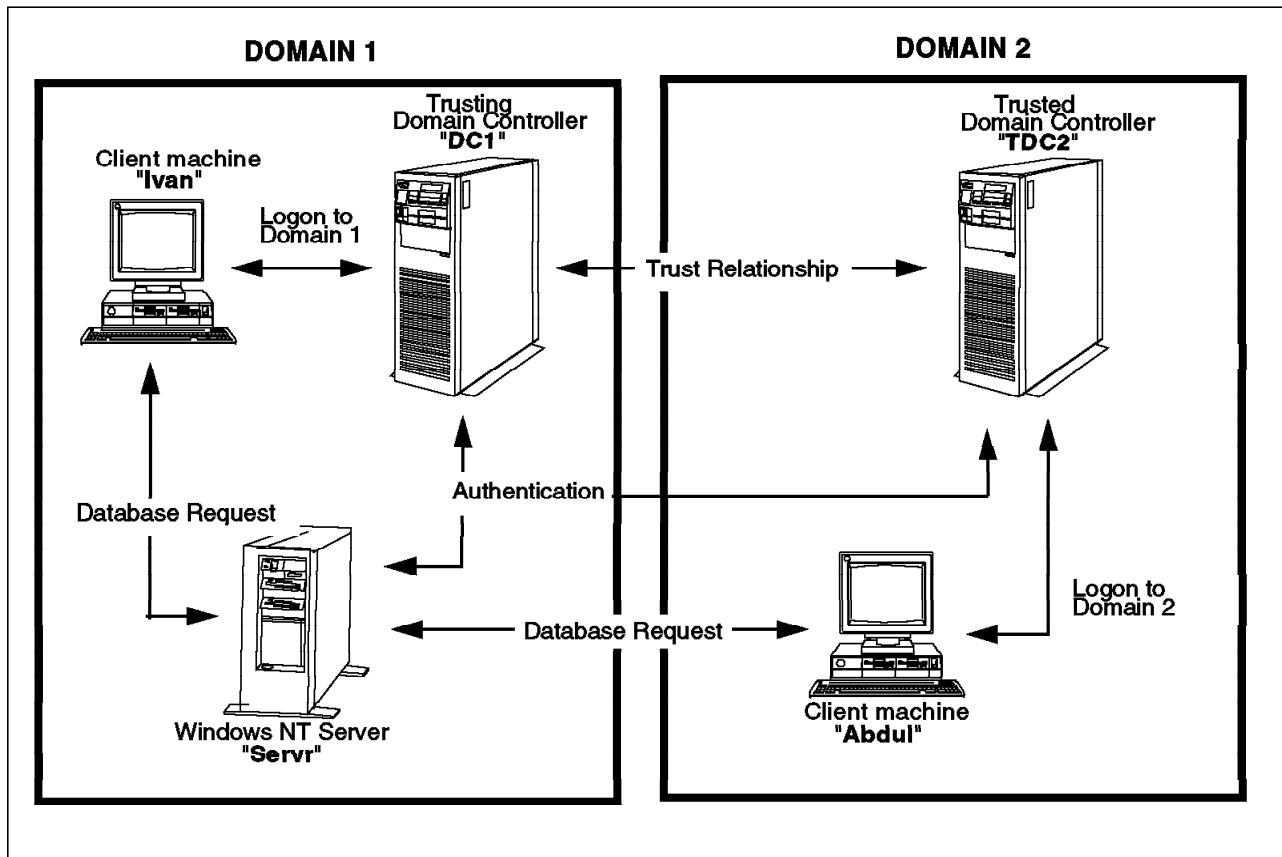 DOMAIN 1
DOMAIN 2
Trusting
Domain Controller
"DC1"
Trusted
Domain Controller
"TDC2"
Client machine
"Ivan"
Logon to
Domain 1
Trust Relationship
Authentication
Database Request
Logon to
Domain 2
Database Request
Windows NT Server
"Servr"
Client machine
"Abdul"